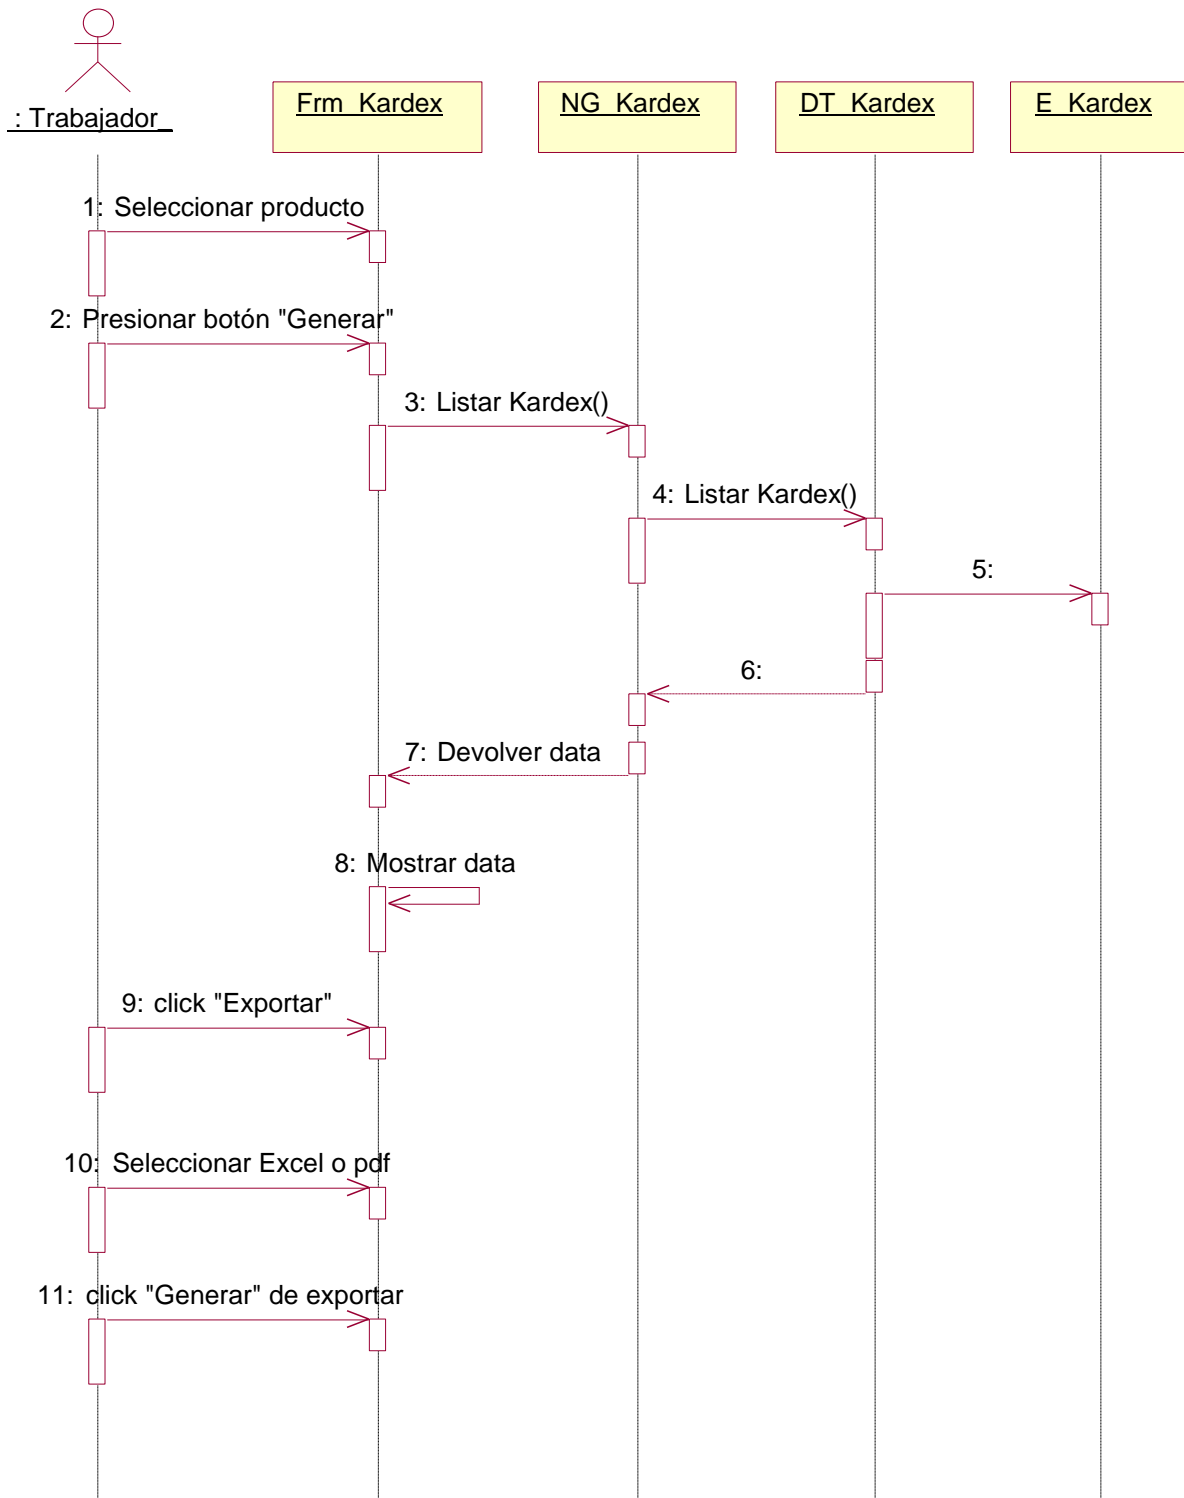 : Trabajador_
Frm_Kardex
NG_Kardex
DT_Kardex
E_Kardex
1: Seleccionar producto
2: Presionar botón "Generar"
3: Listar Kardex()
4: Listar Kardex()
5:
6:
7: Devolver data
8: Mostrar data
9: click "Exportar"
10: Seleccionar Excel o pdf
11: click "Generar" de exportar